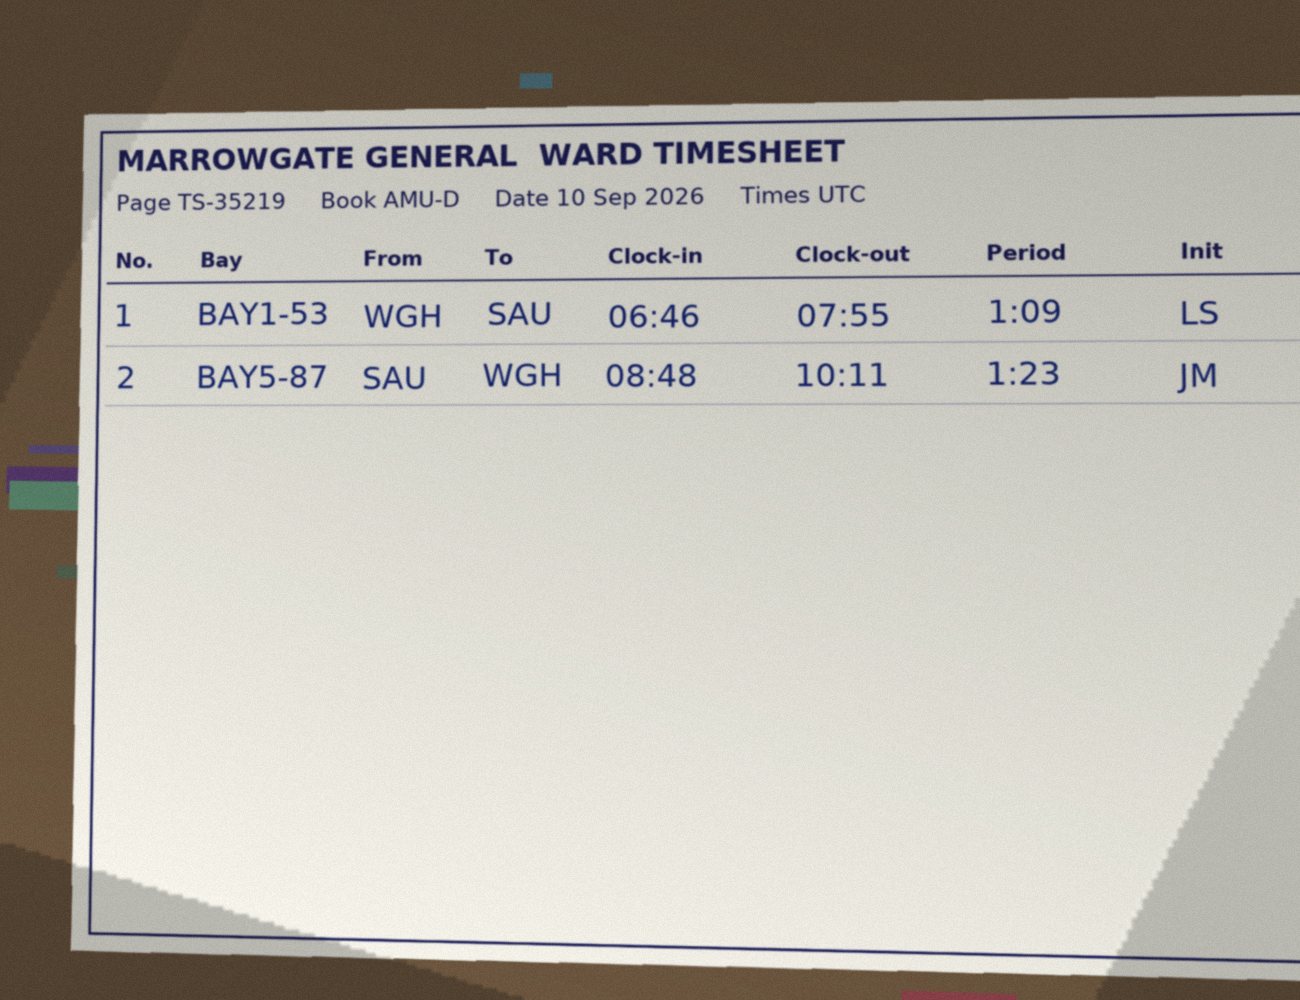 MARROWGATE GENERAL WARD TIMESHEET
Page TS-35219 Book AMU-D Date 10 Sep 2026 Times UTC
No. Bay From To Clock-in Clock-out Period Init
1 BAY1-53 WGH SAU 06:46 07:55 1:09 LS
2 BAY5-87 SAU WGH 08:48 10:11 1:23 JM